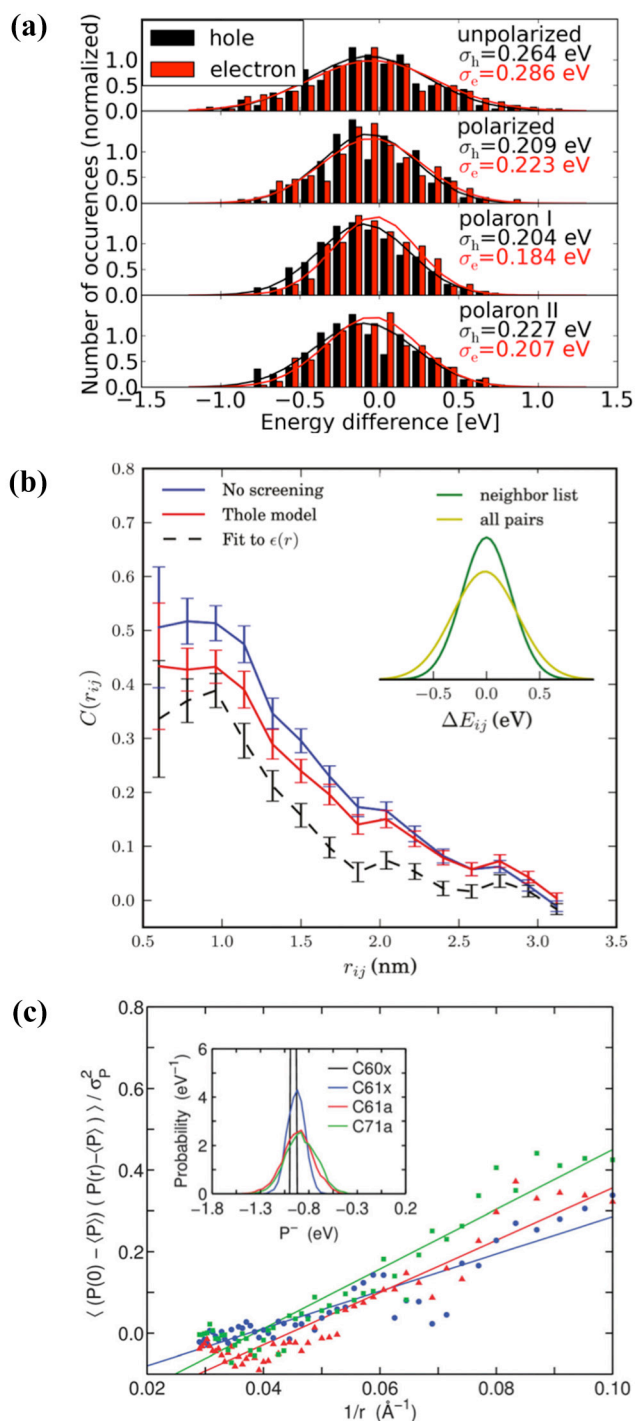 (a)
hole
electron
unpolarized
σh=0.264 eV
σe=0.286 eV
1.0
0.5
0.0
polarized
σh=0.209 eV
σe=0.223 eV
1.0
0.5
0.0
polaron I
σh=0.204 eV
σe=0.184 eV
1.0
0.5
0.0
polaron II
σh=0.227 eV
σe=0.207 eV
1.0
0.5
0.0
Number of occurences (normalized)
−1.5 −1.0 −0.5 0.0 0.5 1.0 1.5
Energy difference [eV]
(b)
0.8
0.7
0.6
0.5
0.4
0.3
0.2
0.1
0.0
C(rij)
No screening
Thole model
Fit to ϵ(r)
neighbor list
all pairs
−0.5 0.0 0.5
ΔEij (eV)
0.5 1.0 1.5 2.0 2.5 3.0 3.5
rij (nm)
(c)
0.8
0.6
0.4
0.2
0.0
⟨ (P(0) − ⟨P⟩) ( P(r)−⟨P⟩ ) ⟩ / σP²
6
4
2
0
Probability (eV⁻¹)
C60x
C61x
C61a
C71a
-1.8 -1.3 -0.8 -0.3 0.2
P⁻ (eV)
0.02 0.04 0.06 0.08 0.10
1/r (Å⁻¹)